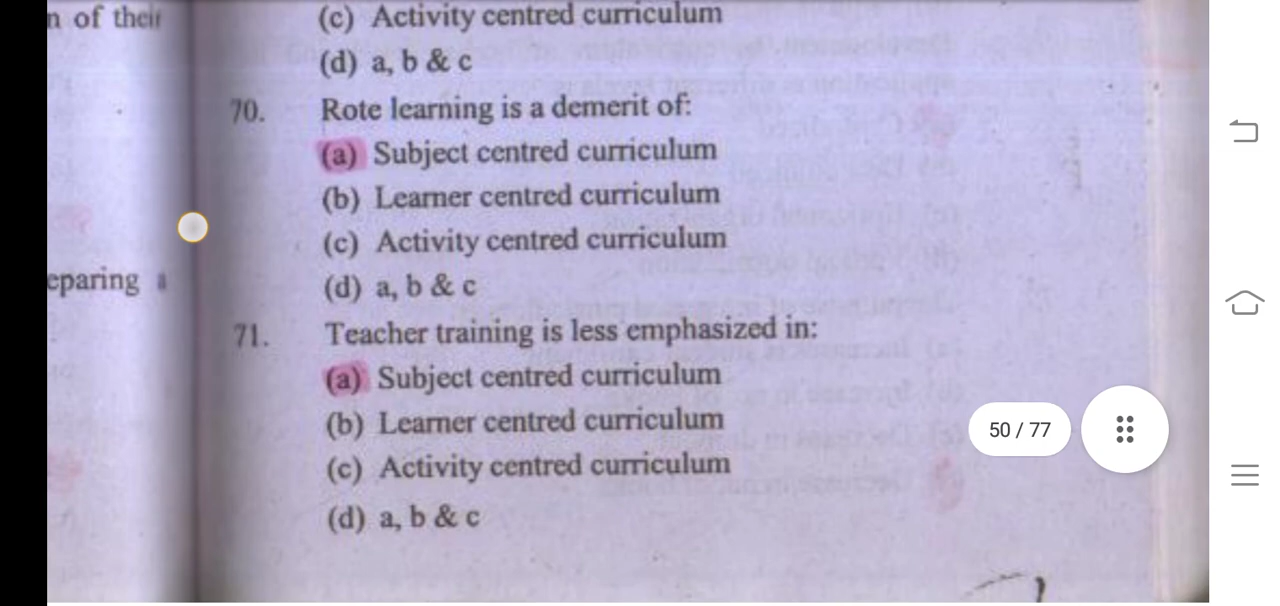 n of their
(c) Activity centred curriculum
(d) a, b & c
70. Rote learning is a demerit of:
(a) Subject centred curriculum
(b) Learner centred curriculum
(c) Activity centred curriculum
eparing a
(d) a, b & c
71. Teacher training is less emphasized in:
(a) Subject centred curriculum
(b) Learner centred curriculum
(c) Activity centred curriculum
(d) a, b & c
50 / 77